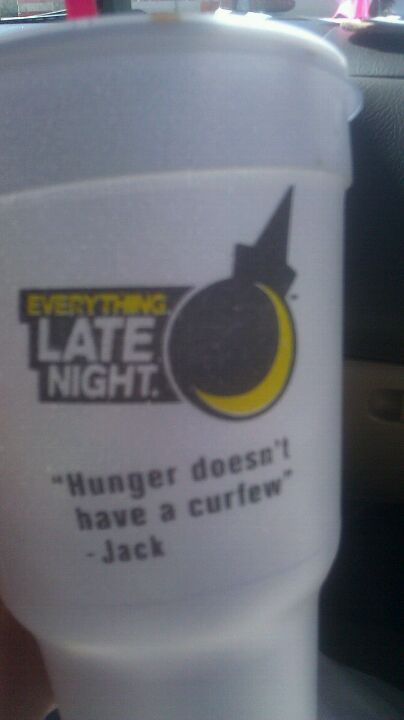 EVERYTHING.
LATE
NIGHT.
"Hunger doesn't
have a curfew"
- Jack